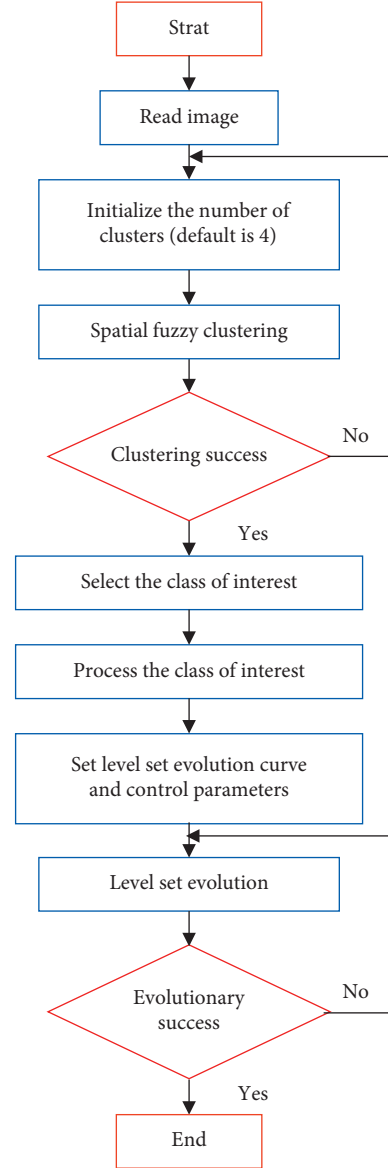 Strat
Read image
Initialize the number of
clusters (default is 4)
Spatial fuzzy clustering
Clustering success
No
Yes
Select the class of interest
Process the class of interest
Set level set evolution curve
and control parameters
Level set evolution
Evolutionary
success
No
Yes
End